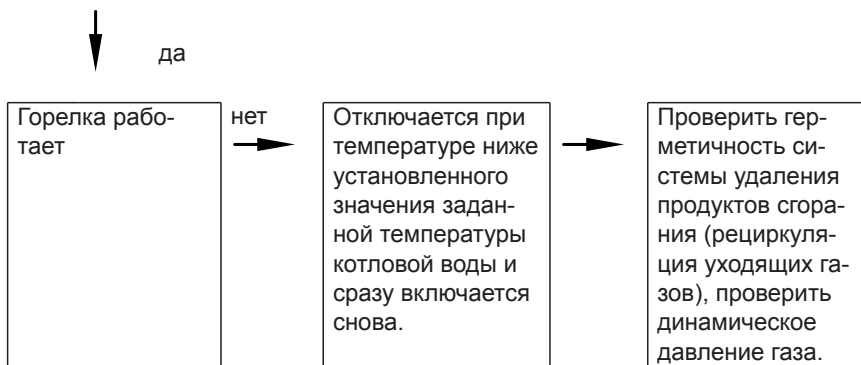 да
Горелка рабо-
тает
нет
Отключается при
температуре ниже
установленного
значения задан-
ной температуры
котловой воды и
сразу включается
снова.
Проверить гер-
метичность си-
стемы удаления
продуктов сгора-
ния (рециркуля-
ция уходящих га-
зов), проверить
динамическое
давление газа.